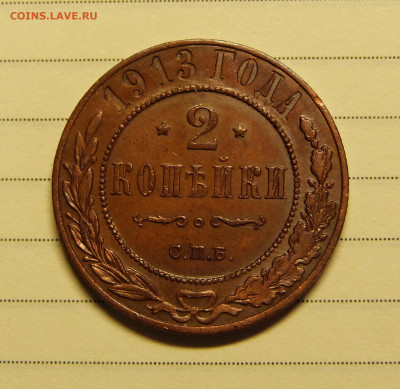 COINS.LAVE.RU
1913 ГОДА
2
КОПѢЙКИ
С.П.Б.